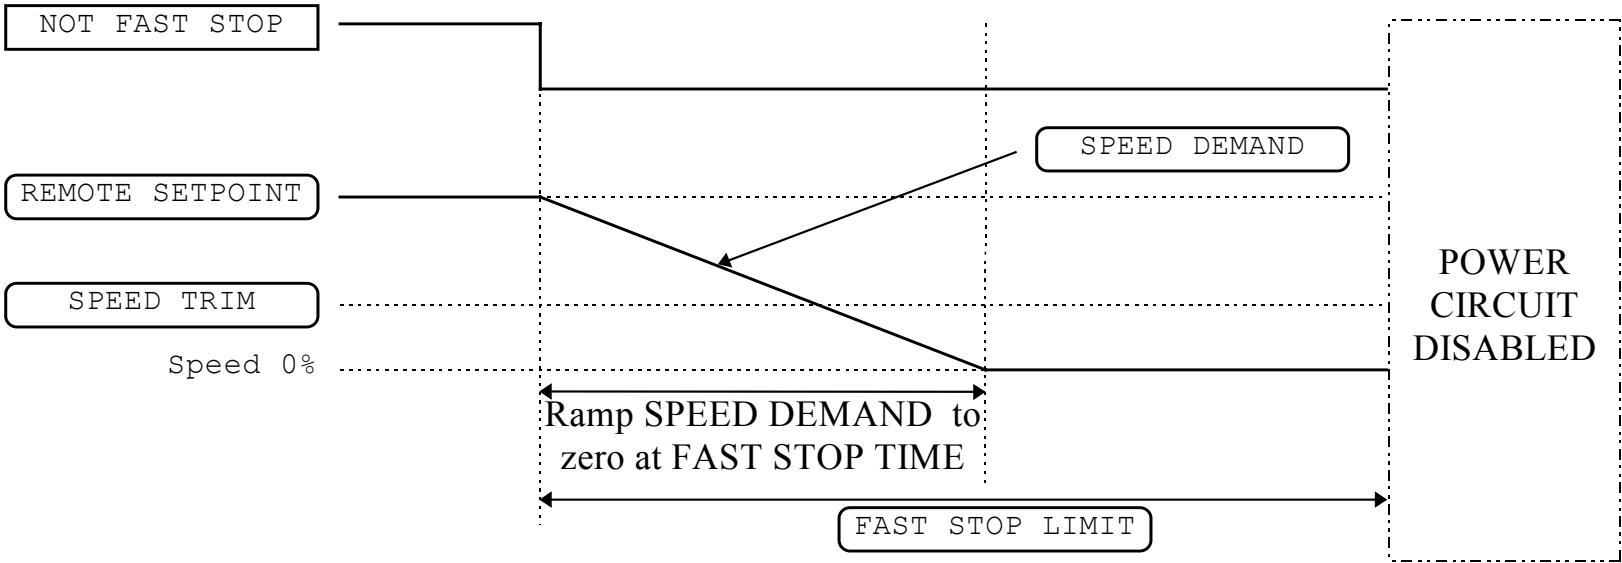 NOT FAST STOP
SPEED DEMAND
REMOTE SETPOINT
SPEED TRIM
Speed 0%
POWER
CIRCUIT
DISABLED
Ramp SPEED DEMAND to
zero at FAST STOP TIME
FAST STOP LIMIT